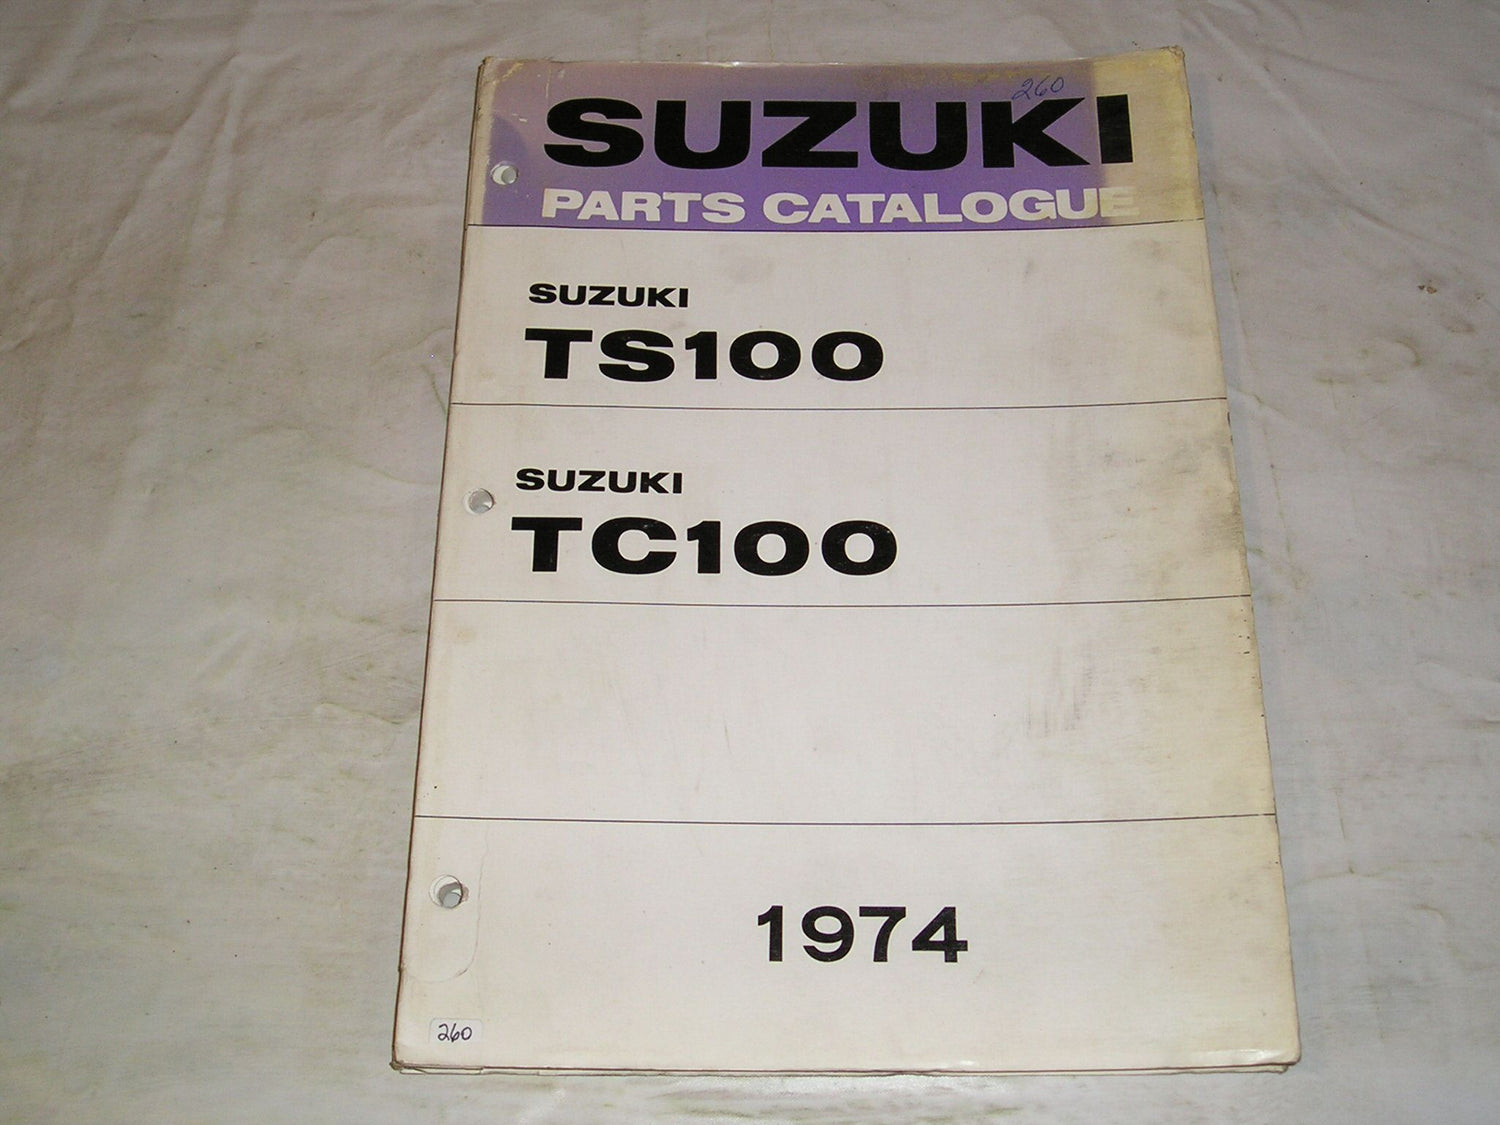 260
SUZUKI
PARTS CATALOGUE
SUZUKI
TS100
SUZUKI
TC100
1974
260